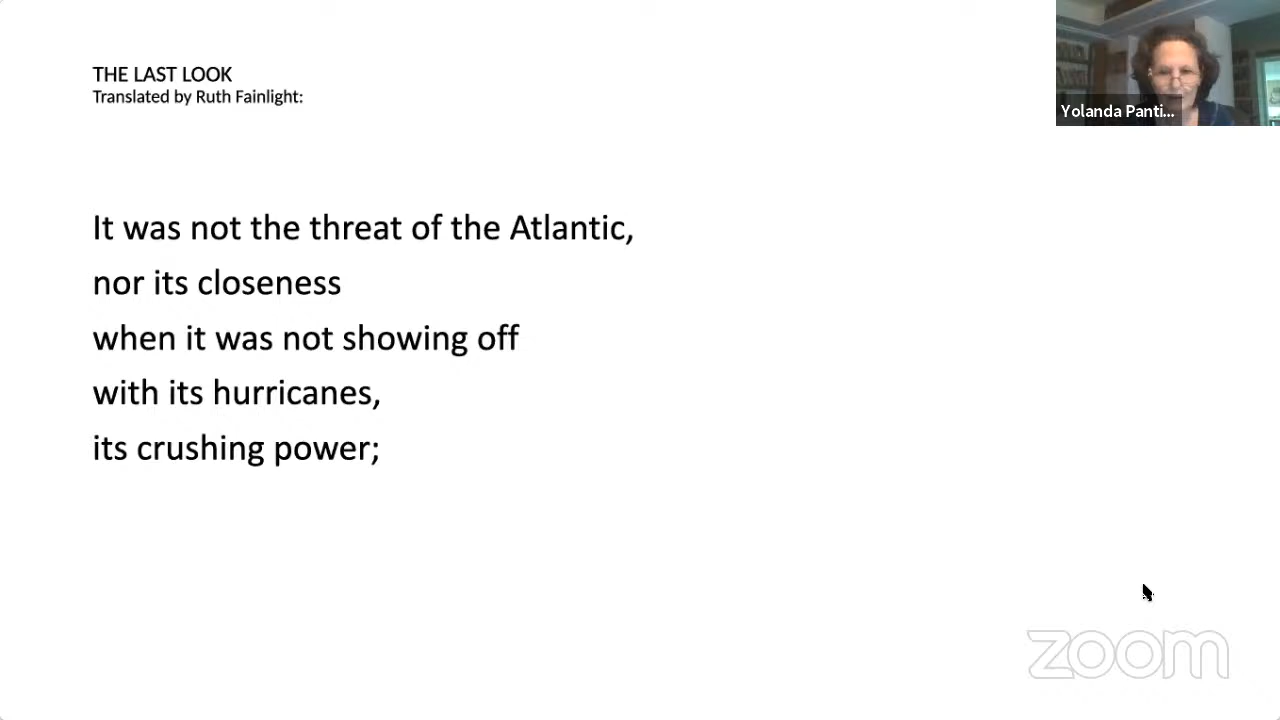 THE LAST LOOK
Translated by Ruth Fainlight:
Yolanda Panti...
It was not the threat of the Atlantic,
nor its closeness
when it was not showing off
with its hurricanes,
its crushing power;
zoom